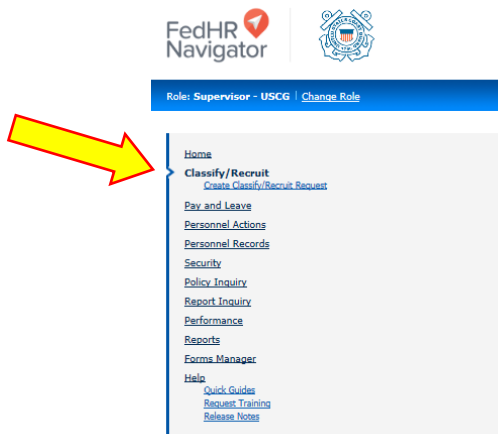 FedHR
Navigator
Role: Supervisor - USCG | Change Role
Home
Classify/Recruit
Create Classify/Recruit Request
Pay and Leave
Personnel Actions
Personnel Records
Security
Policy Inquiry
Report Inquiry
Performance
Reports
Forms Manager
Help
Quick Guides
Request Training
Release Notes